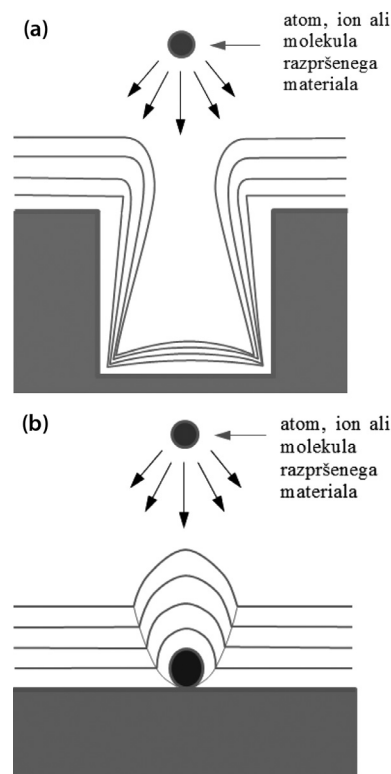 (a)
atom, ion ali
molekula
razpršenega
materiala
(b)
atom, ion ali
molekula
razpršenega
materiala